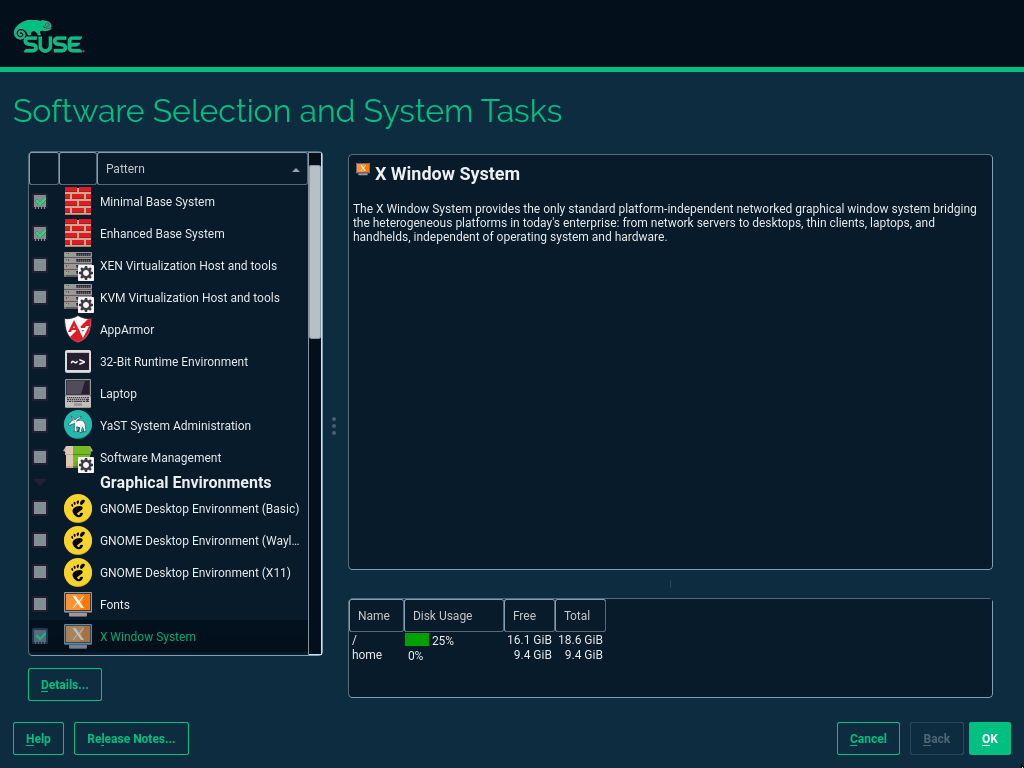 SUSE
Software Selection and System Tasks
Pattern
Minimal Base System
Enhanced Base System
XEN Virtualization Host and tools
KVM Virtualization Host and tools
AppArmor
32-Bit Runtime Environment
Laptop
YaST System Administration
Software Management
Graphical Environments
GNOME Desktop Environment (Basic)
GNOME Desktop Environment (Wayl...
GNOME Desktop Environment (X11)
Fonts
X Window System
Details...
X Window System
The X Window System provides the only standard platform-independent networked graphical window system bridging
the heterogeneous platforms in today's enterprise: from network servers to desktops, thin clients, laptops, and
handhelds, independent of operating system and hardware.
Name Disk Usage Free Total
/ 25% 16.1 GiB 18.6 GiB
home 0% 9.4 GiB 9.4 GiB
Help Release Notes... Cancel Back OK